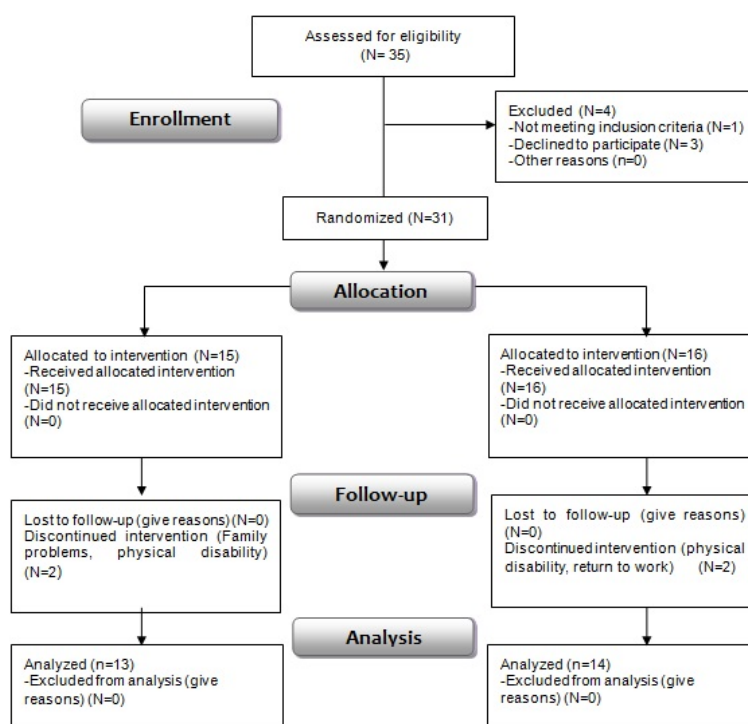 Assessed for eligibility
(N= 35)
Enrollment
Excluded (N=4)
-Not meeting inclusion criteria (N=1)
-Declined to participate (N= 3)
-Other reasons (n=0)
Randomized (N=31)
Allocation
Allocated to intervention (N=15)
-Received allocated intervention
(N=15)
-Did not receive allocated intervention
(N=0)
Allocated to intervention (N=16)
-Received allocated intervention
(N=16)
-Did not receive allocated intervention
(N=0)
Follow-up
Lost to follow-up (give reasons) (N=0)
Discontinued intervention (Family
problems, physical disability)
(N=2)
Lost to follow-up (give reasons)
(N=0)
Discontinued intervention (physical
disability, return to work) (N=2)
Analysis
Analyzed (n=13)
-Excluded from analysis (give
reasons) (N=0)
Analyzed (n=14)
-Excluded from analysis (give
reasons) (N=0)